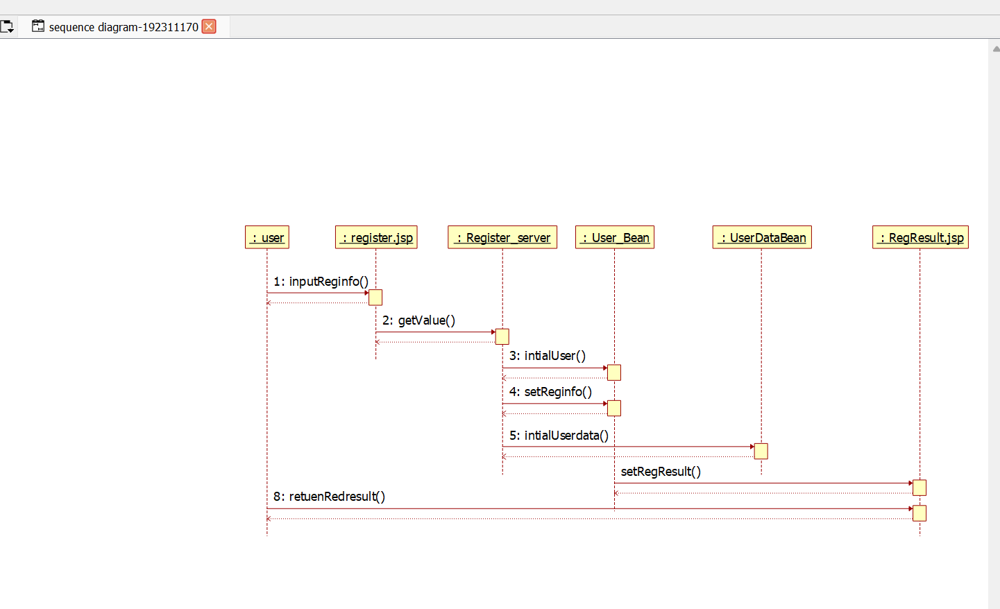 sequence diagram-192311170
: user
: register.jsp
: Register_server
: User_Bean
: UserDataBean
: RegResult.jsp
1: inputReginfo()
2: getValue()
3: intialUser()
4: setReginfo()
5: intialUserdata()
setRegResult()
8: retuenRedresult()